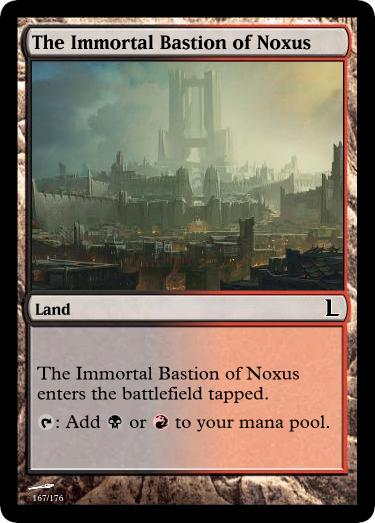 The Immortal Bastion of Noxus
Land
L
The Immortal Bastion of Noxus
enters the battlefield tapped.
: Add or to your mana pool.
167/176